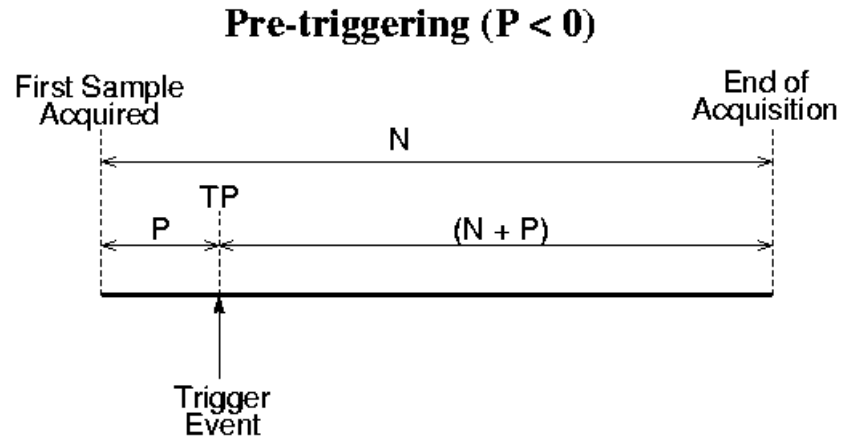 Pre-triggering (P < 0)
First Sample
Acquired
End of
Acquisition
N
TP
P
(N + P)
Trigger
Event